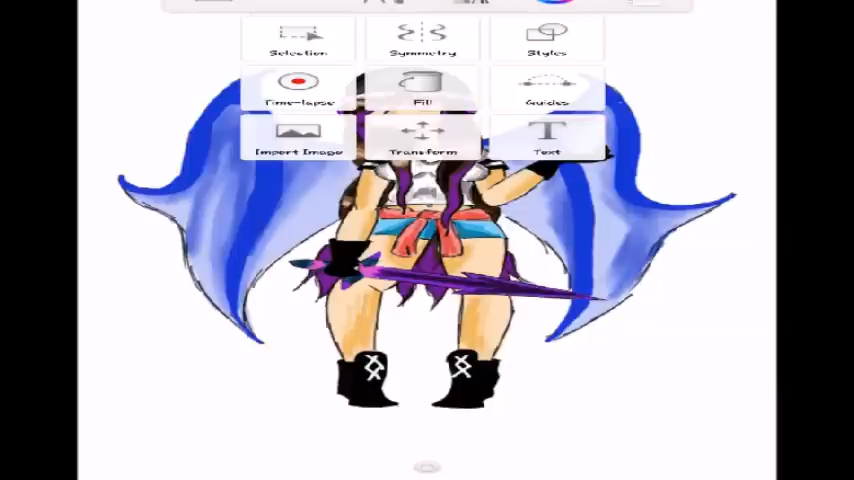 Selection
Symmetry
Styles
Time-lapse
Fill
Guides
Import Image
Transform
Text